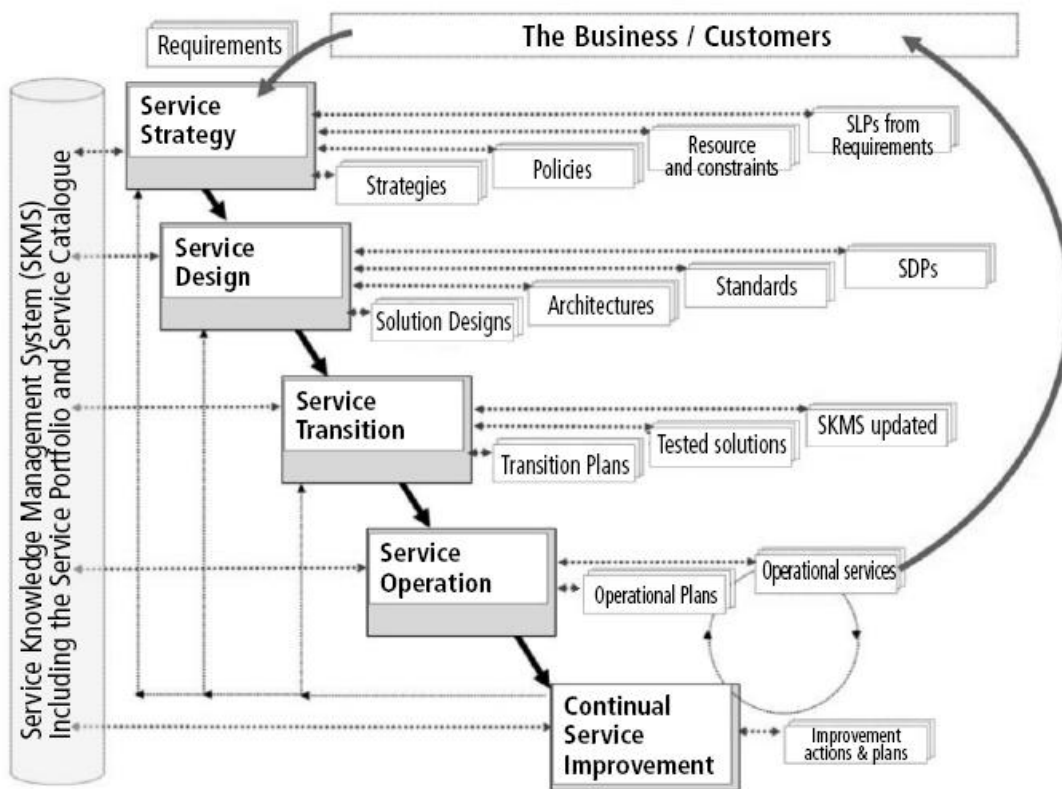 Requirements
The Business / Customers
Service Knowledge Management System (SKMS)
Including the Service Portfolio and Service Catalogue
Service
Strategy
SLPs from
Requirements
Resource
and constraints
Policies
Strategies
Service
Design
SDPs
Standards
Architectures
Solution Designs
Service
Transition
SKMS updated
Tested solutions
Transition Plans
Service
Operation
Operational services
Operational Plans
Continual
Service
Improvement
Improvement
actions & plans